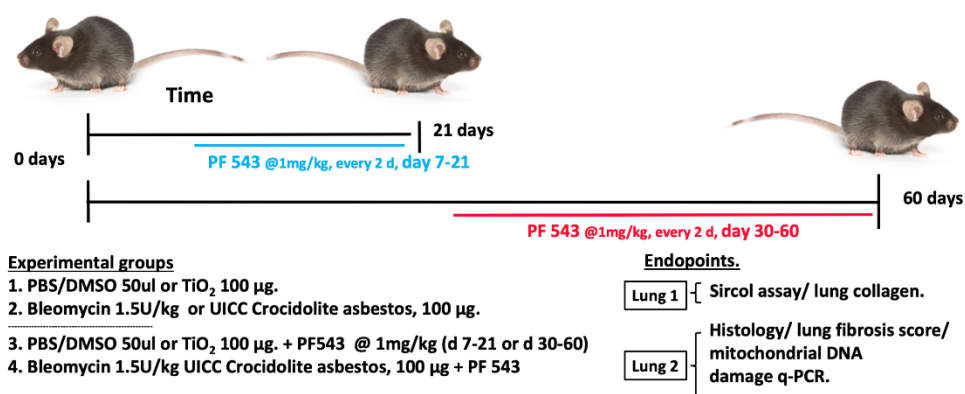 Time
0 days
21 days
PF 543 @1mg/kg, every 2 d, day 7-21
60 days
PF 543 @1mg/kg, every 2 d, day 30-60
Experimental groups
1. PBS/DMSO 50ul or TiO₂ 100 µg.
2. Bleomycin 1.5U/kg or UICC Crocidolite asbestos, 100 µg.
3. PBS/DMSO 50ul or TiO₂ 100 µg. + PF543 @ 1mg/kg (d 7-21 or d 30-60)
4. Bleomycin 1.5U/kg UICC Crocidolite asbestos, 100 µg + PF 543
Endopoints.
Lung 1
Sircol assay/ lung collagen.
Lung 2
Histology/ lung fibrosis score/
mitochondrial DNA
damage q-PCR.